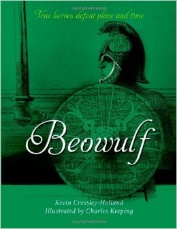 True heroes defeat place and time
Beowulf
Kevin Crossley-Holland
Illustrated by Charles Keeping